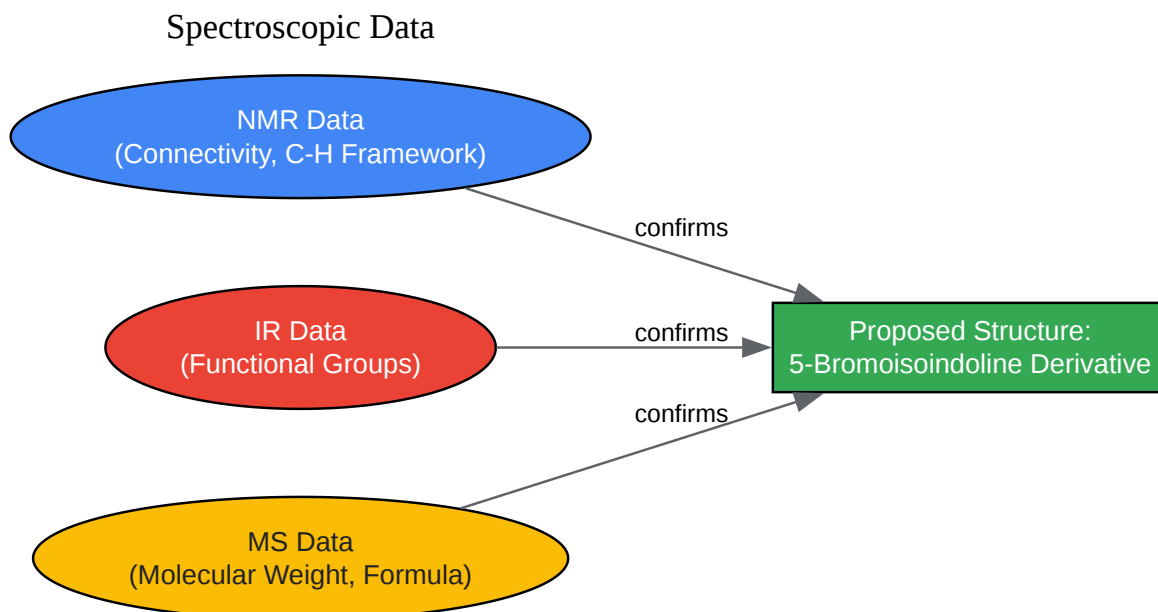 Spectroscopic Data
NMR Data
(Connectivity, C-H Framework)
confirms
IR Data
(Functional Groups)
confirms
Proposed Structure:
5-Bromoisoindoline Derivative
confirms
MS Data
(Molecular Weight, Formula)